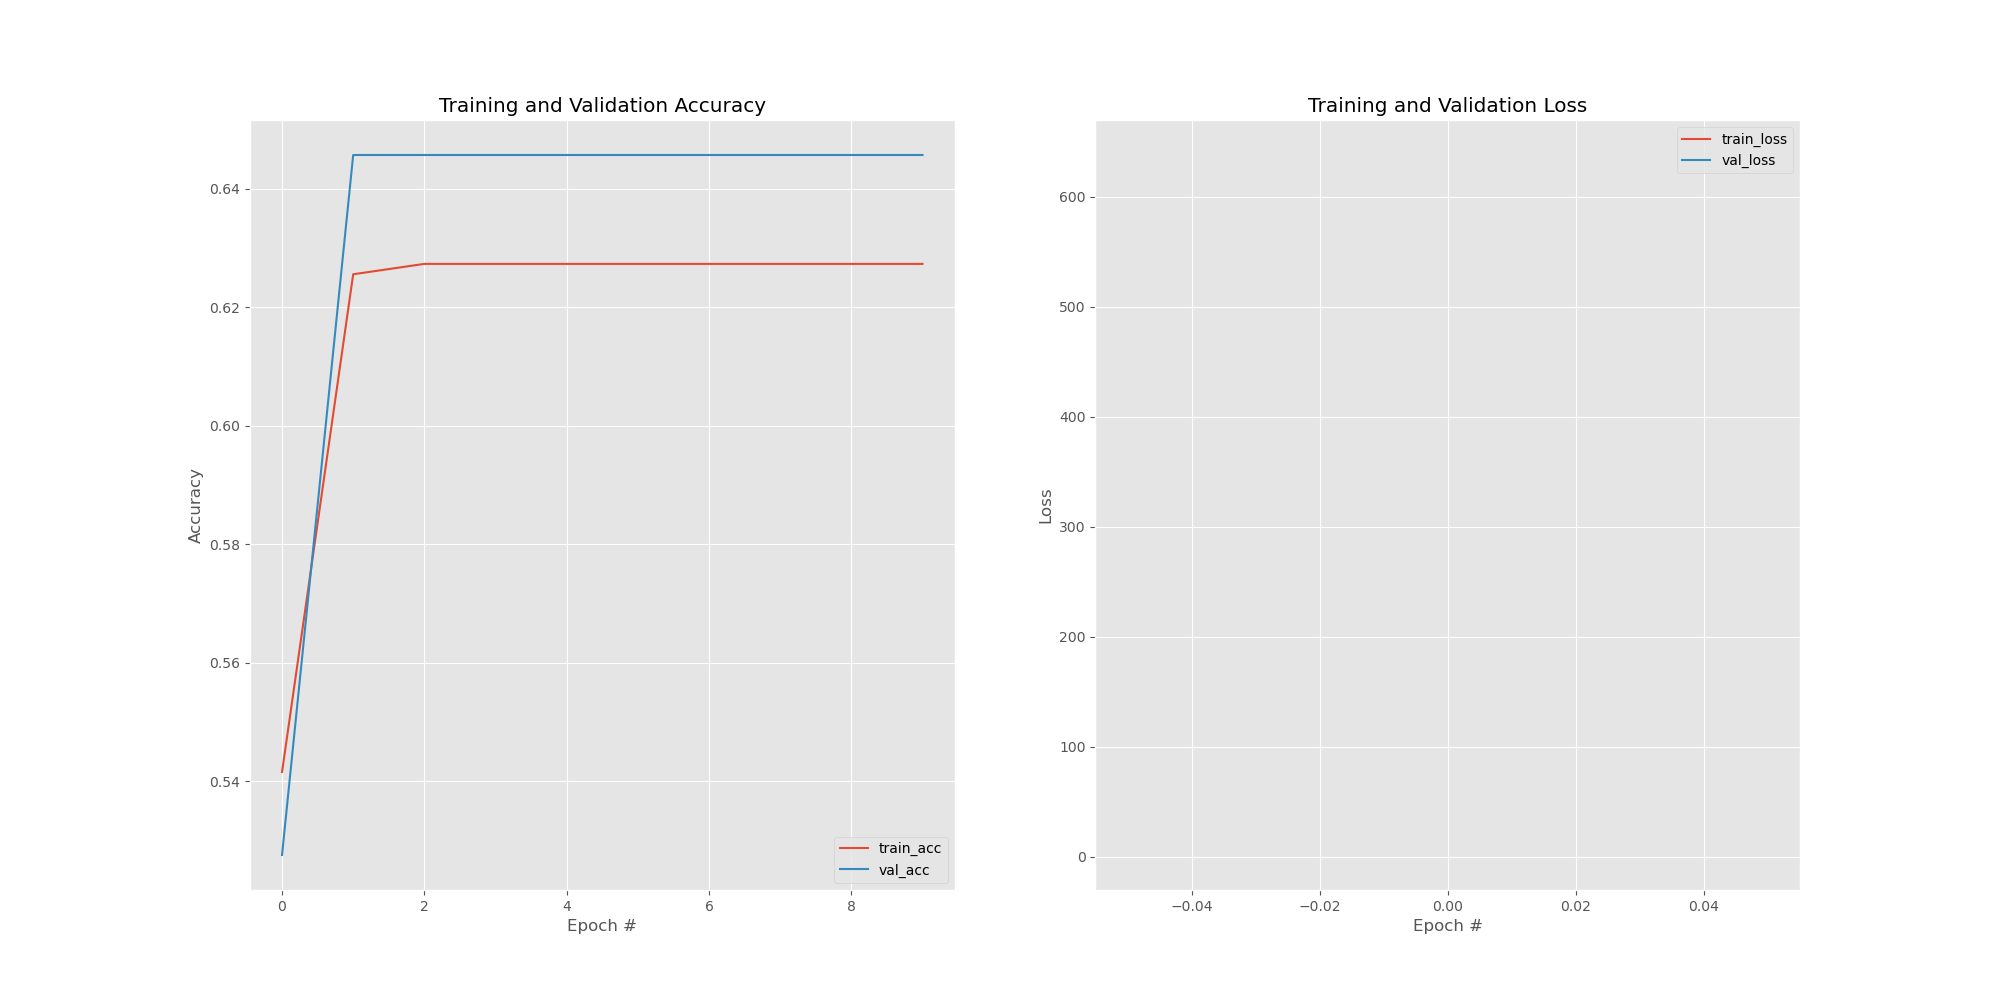 Training and Validation Accuracy
Accuracy
0.64
0.62
0.60
0.58
0.56
0.54
0
2
4
6
8
Epoch #
train_acc
val_acc
Training and Validation Loss
Loss
600
500
400
300
200
100
0
−0.04
−0.02
0.00
0.02
0.04
Epoch #
train_loss
val_loss